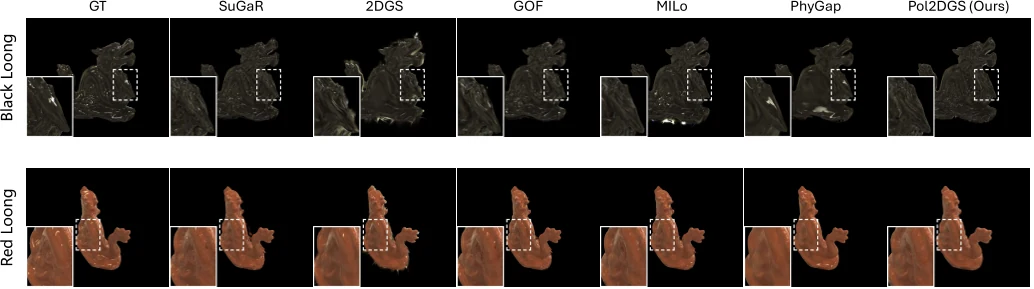 GT SuGaR 2DGS GOF MILo PhyGap Pol2DGS (Ours)
Black Loong
Red Loong